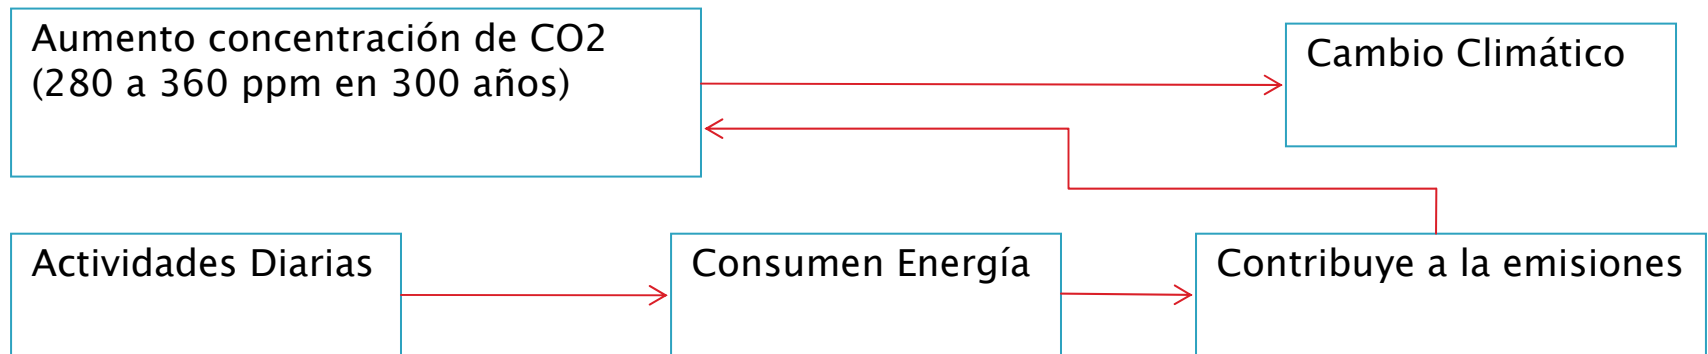 Aumento concentración de CO2
(280 a 360 ppm en 300 años)
Cambio Climático
Actividades Diarias
Consumen Energía
Contribuye a la emisiones